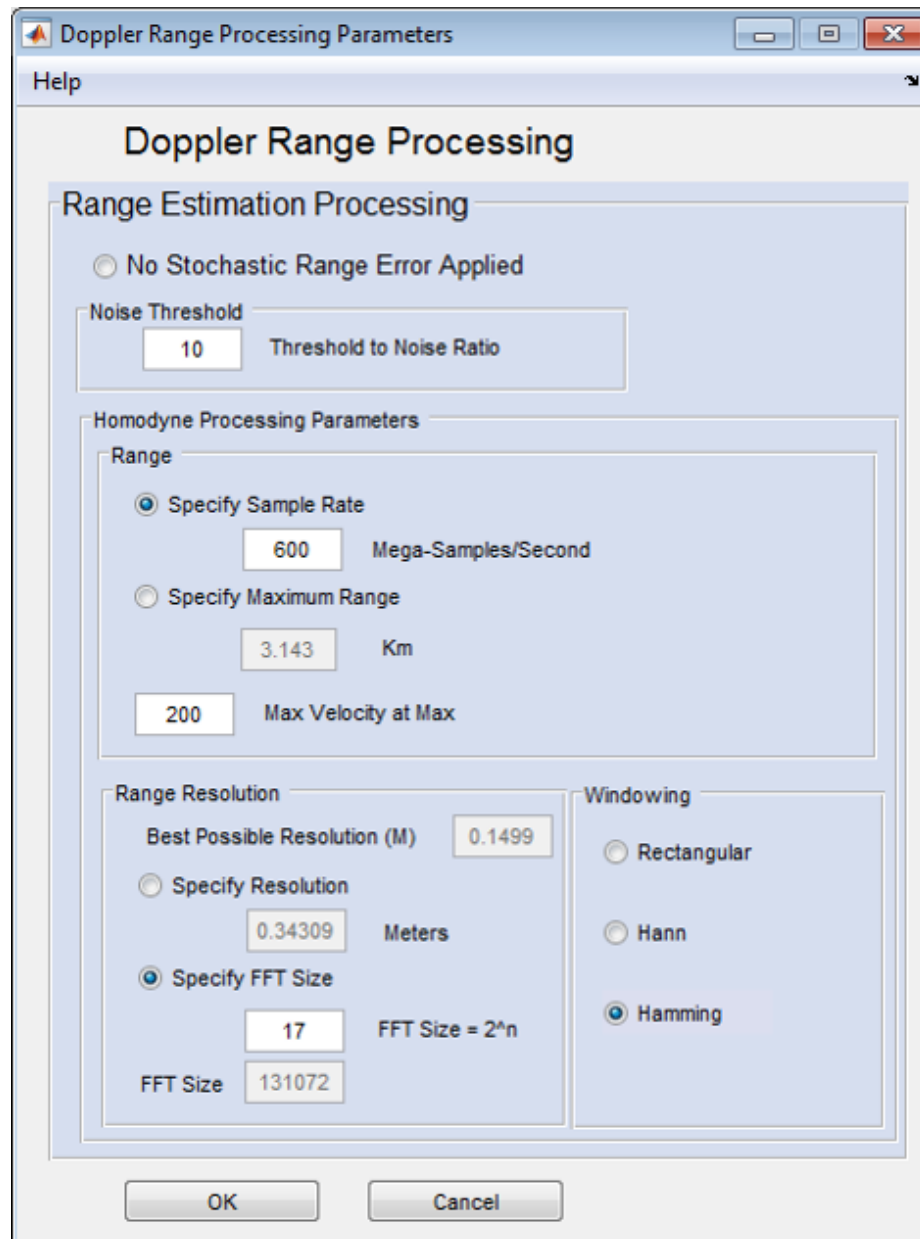 Doppler Range Processing Parameters
Help
Doppler Range Processing
Range Estimation Processing
No Stochastic Range Error Applied
Noise Threshold
10 Threshold to Noise Ratio
Homodyne Processing Parameters
Range
Specify Sample Rate
600 Mega-Samples/Second
Specify Maximum Range
3.143 Km
200 Max Velocity at Max
Range Resolution
Best Possible Resolution (M) 0.1499
Specify Resolution
0.34309 Meters
Specify FFT Size
17 FFT Size = 2^n
FFT Size 131072
Windowing
Rectangular
Hann
Hamming
OK Cancel